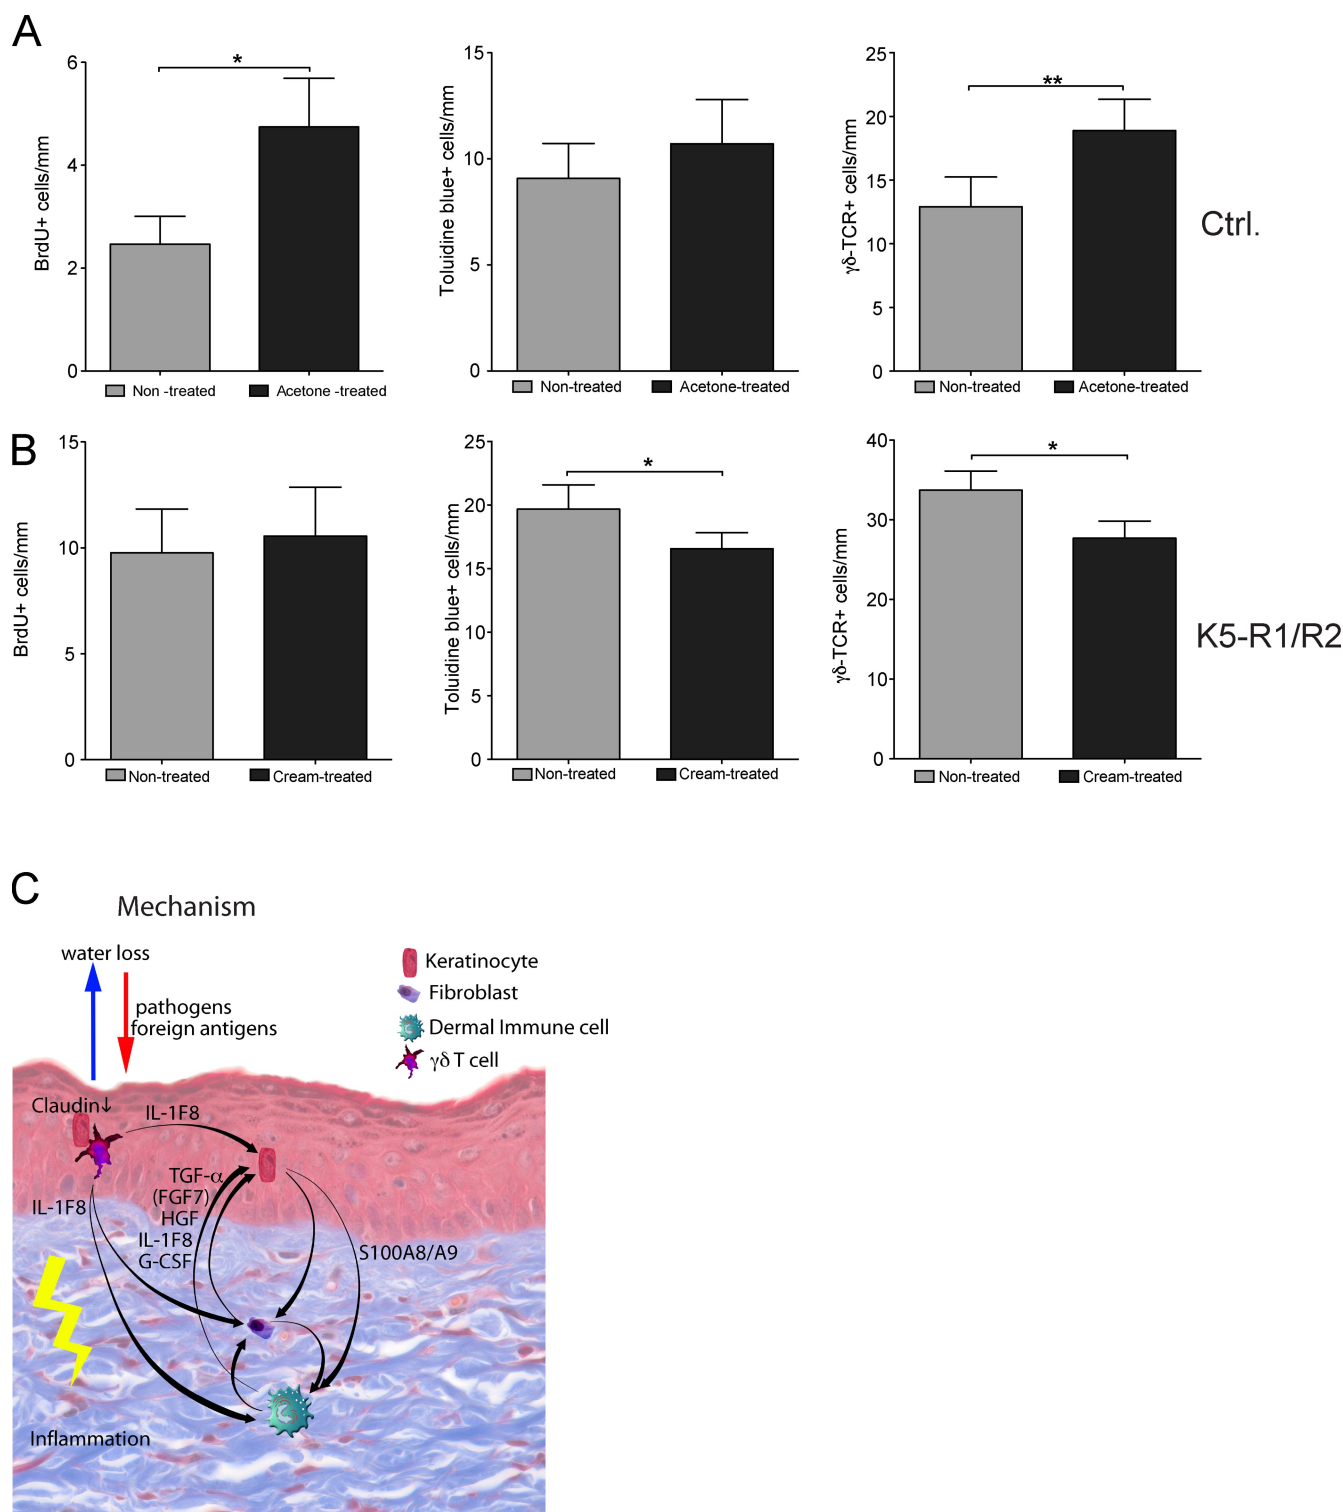 A
6
4
2
0
BrdU+ cells/mm
*
Non -treated
Acetone -treated
15
10
5
0
Toluidine blue+ cells/mm
Non-treated
Acetone-treated
25
20
15
10
5
0
γδ-TCR+ cells/mm
**
Non-treated
Acetone-treated
Ctrl.
B
15
10
5
0
BrdU+ cells/mm
Non-treated
Cream-treated
25
20
15
10
5
0
Toluidine blue+ cells/mm
*
Non-treated
Cream-treated
40
30
20
10
0
γδ-TCR+ cells/mm
*
Non-treated
Cream-treated
K5-R1/R2
C
Mechanism
water loss
pathogens
foreign antigens
Keratinocyte
Fibroblast
Dermal Immune cell
γδ T cell
Claudin↓
IL-1F8
IL-1F8
TGF-α
(FGF7)
HGF
IL-1F8
G-CSF
S100A8/A9
Inflammation